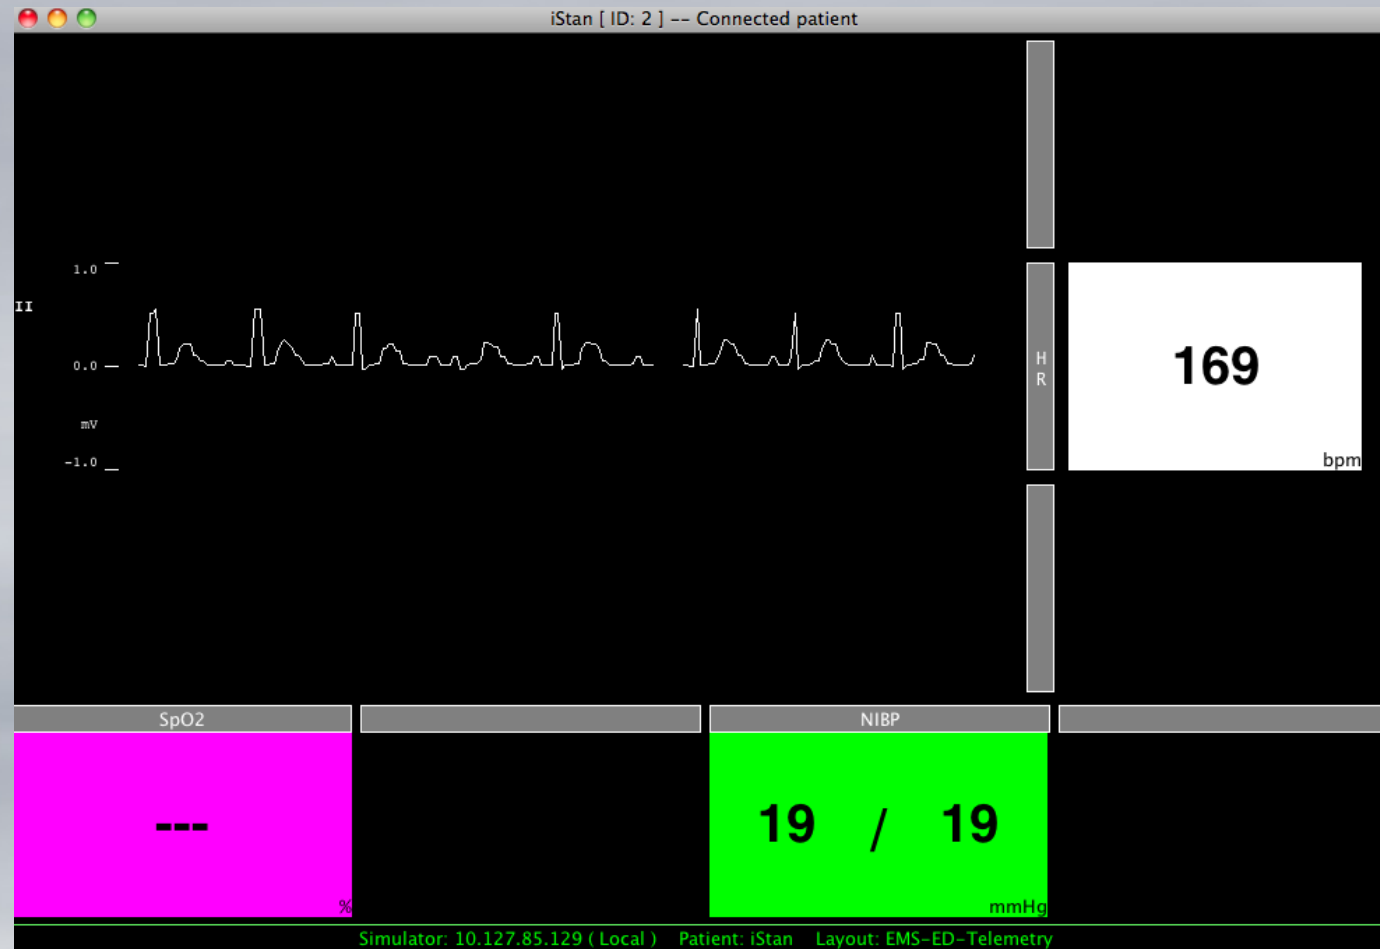 iStan [ ID: 2 ] -- Connected patient
1.0
II
0.0
mV
-1.0
H
R
169
bpm
SpO2
NIBP
---
%
19 / 19
mmHg
Simulator: 10.127.85.129 ( Local ) Patient: iStan Layout: EMS-ED-Telemetry